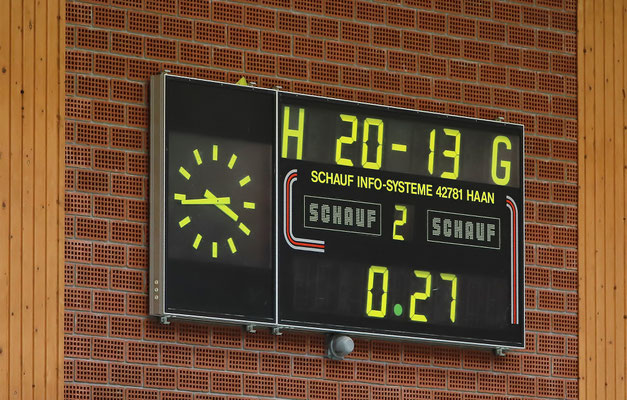 H 20-13 G
SCHAUF INFO-SYSTEME 42781 HAAN
SCHAUF 2 SCHAUF
0.27